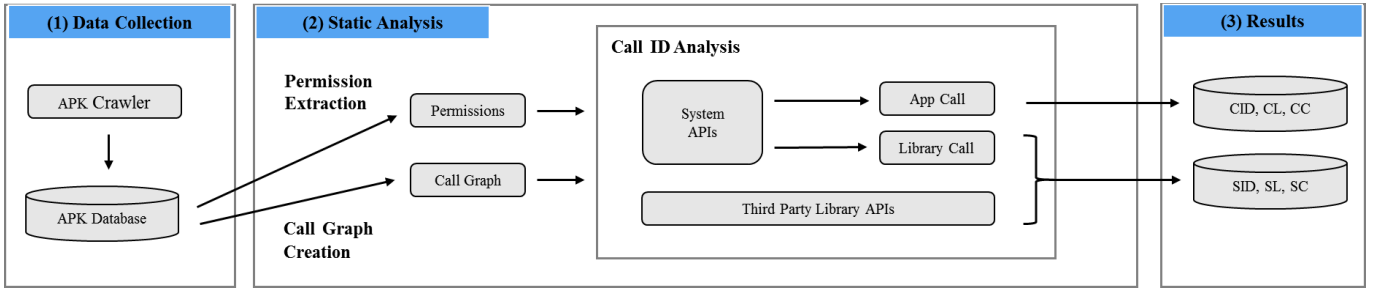 (1) Data Collection
APK Crawler
APK Database
(2) Static Analysis
Permission
Extraction
Permissions
Call Graph
Call Graph
Creation
Call ID Analysis
System
APIs
App Call
Library Call
Third Party Library APIs
(3) Results
CID, CL, CC
SID, SL, SC